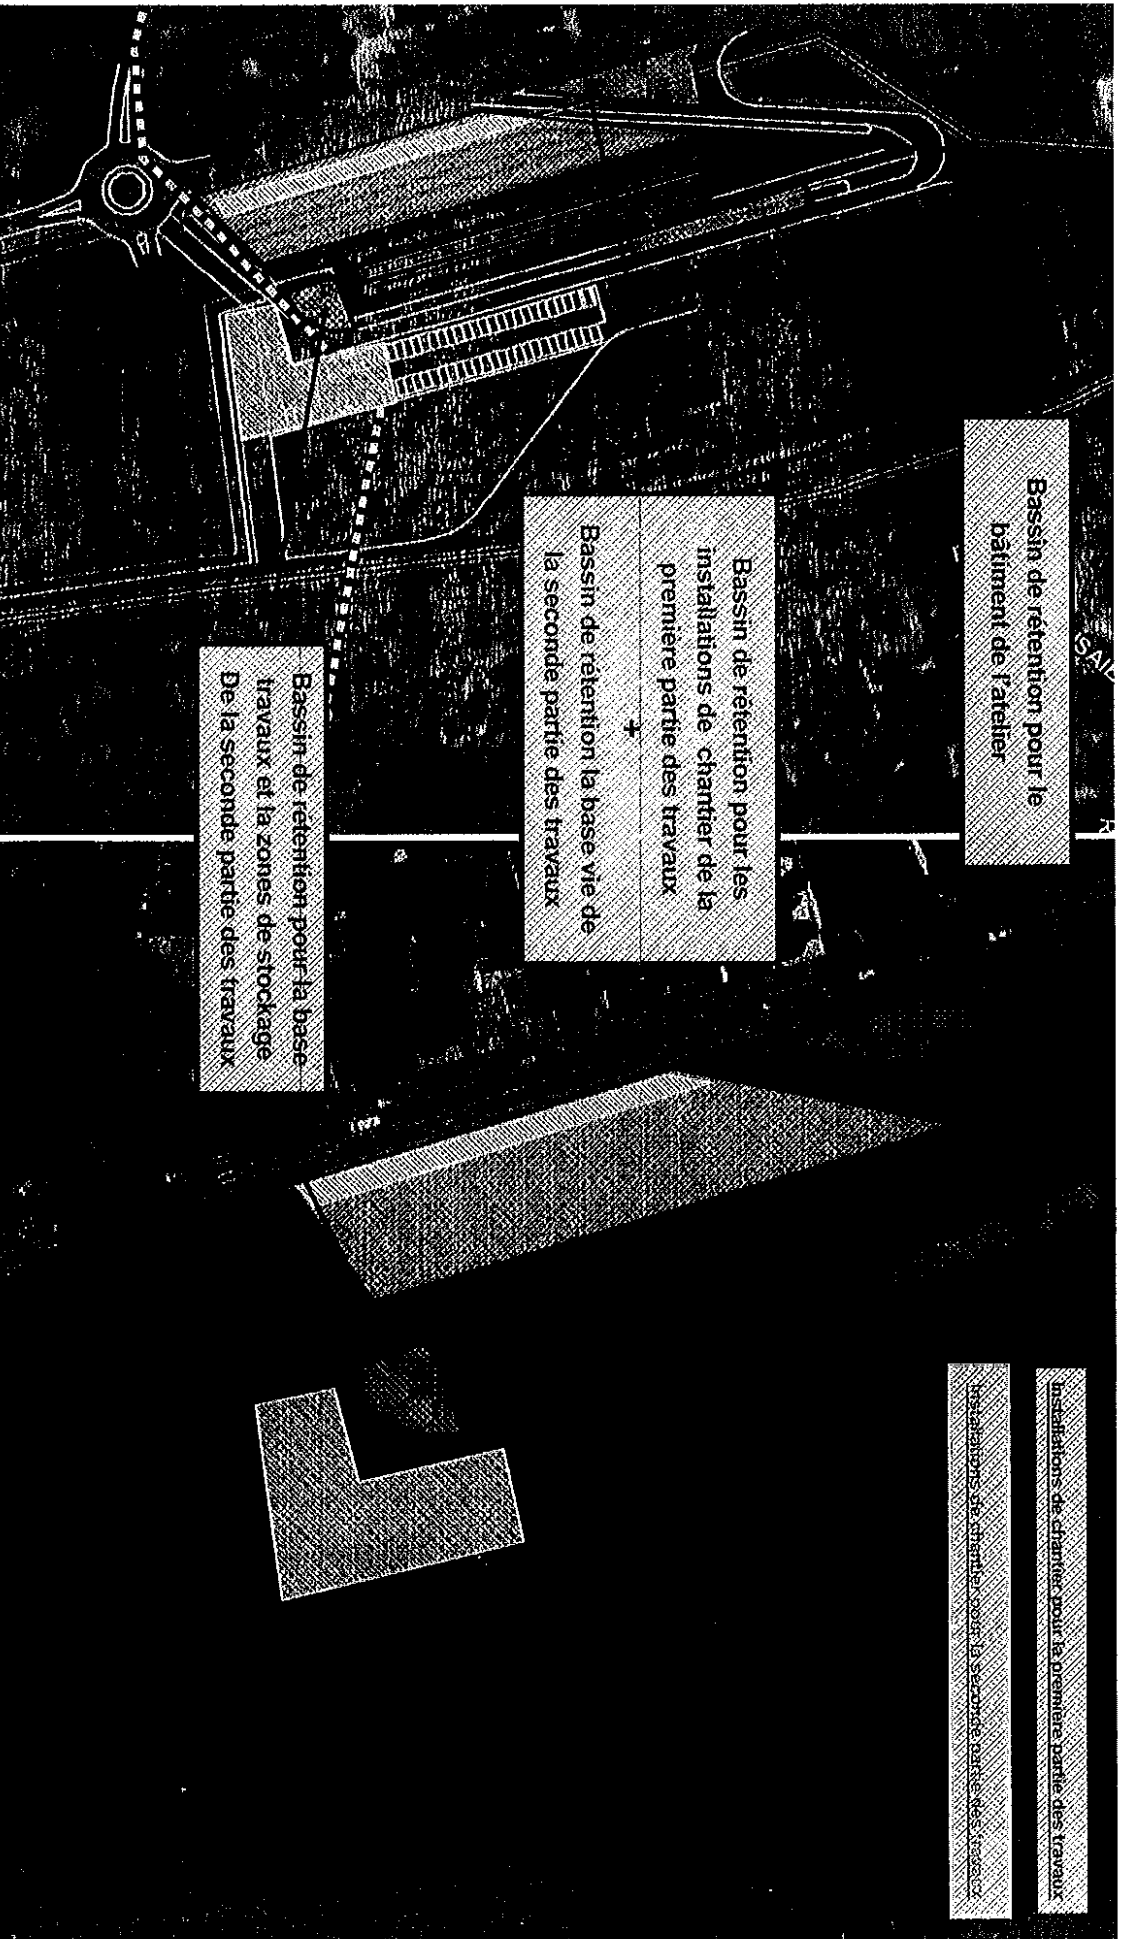 Installations de chantier pour la première partie des travaux
Installations de chantier pour la seconde partie des travaux
Bassin de rétention pour le
bâtiment de l'atelier
Bassin de rétention pour les
installations de chantier de la
première partie des travaux
+
Bassin de rétention la base vie de
la seconde partie des travaux
Bassin de rétention pour la base
travaux et la zones de stockage
De la seconde partie des travaux